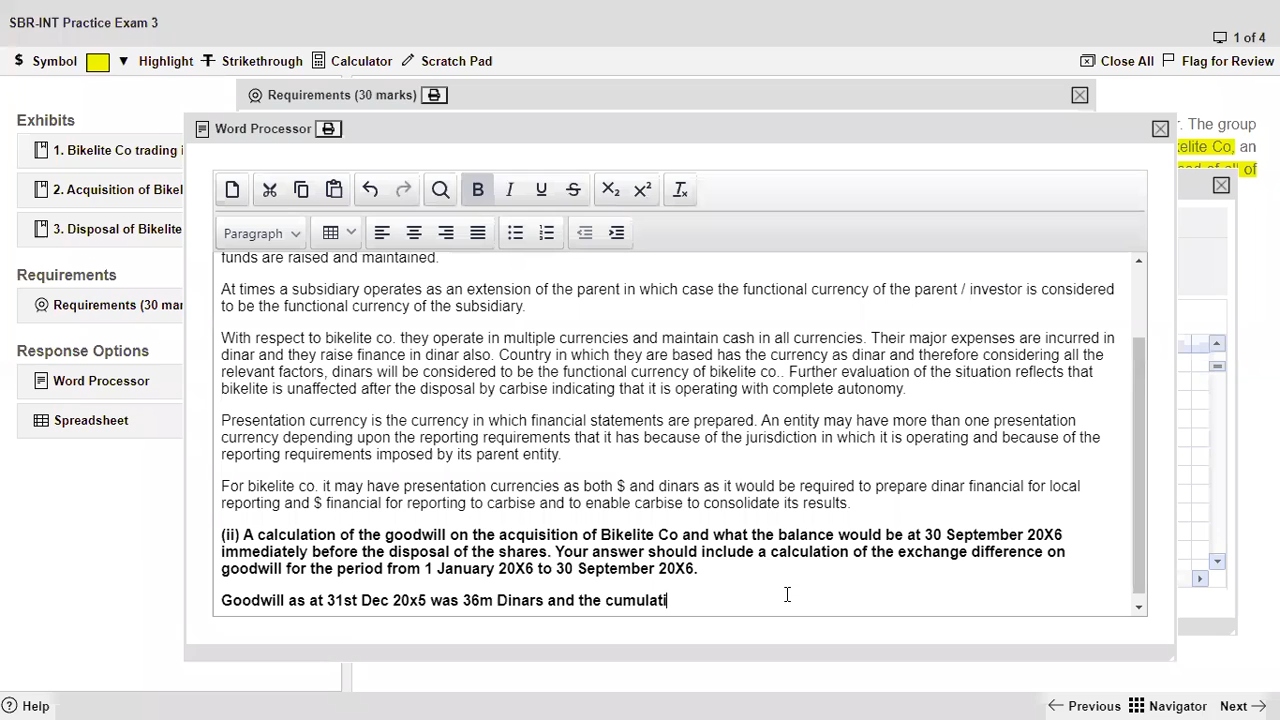 SBR-INT Practice Exam 3
1 of 4
$ Symbol Highlight Strikethrough Calculator Scratch Pad Close All Flag for Review
Requirements (30 marks)
Exhibits
1. Bikelite Co trading i
2. Acquisition of Bikel
3. Disposal of Bikelite
Requirements
Requirements (30 mar
Response Options
Word Processor
Spreadsheet
r. The group
kelite Co, an
Word Processor
B I U S X₂ X² Tx
Paragraph
funds are raised and maintained.
At times a subsidiary operates as an extension of the parent in which case the functional currency of the parent / investor is considered
to be the functional currency of the subsidiary.
With respect to bikelite co. they operate in multiple currencies and maintain cash in all currencies. Their major expenses are incurred in
dinar and they raise finance in dinar also. Country in which they are based has the currency as dinar and therefore considering all the
relevant factors, dinars will be considered to be the functional currency of bikelite co.. Further evaluation of the situation reflects that
bikelite is unaffected after the disposal by carbise indicating that it is operating with complete autonomy.
Presentation currency is the currency in which financial statements are prepared. An entity may have more than one presentation
currency depending upon the reporting requirements that it has because of the jurisdiction in which it is operating and because of the
reporting requirements imposed by its parent entity.
For bikelite co. it may have presentation currencies as both $ and dinars as it would be required to prepare dinar financial for local
reporting and $ financial for reporting to carbise and to enable carbise to consolidate its results.
(ii) A calculation of the goodwill on the acquisition of Bikelite Co and what the balance would be at 30 September 20X6
immediately before the disposal of the shares. Your answer should include a calculation of the exchange difference on
goodwill for the period from 1 January 20X6 to 30 September 20X6.
Goodwill as at 31st Dec 20x5 was 36m Dinars and the cumulati
Help
Previous Navigator Next